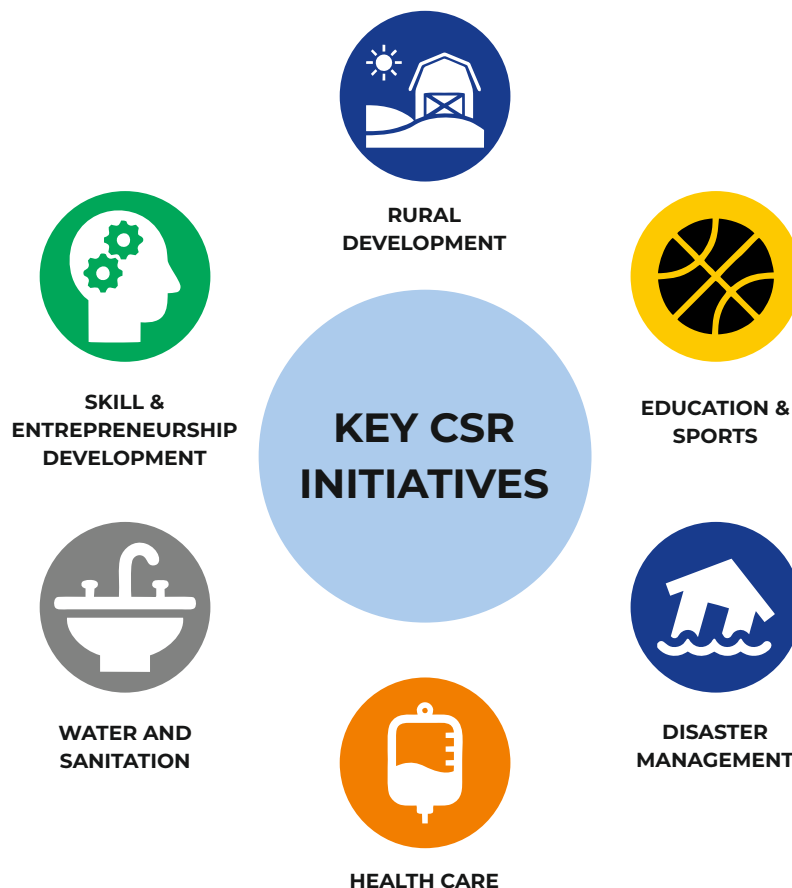 RURAL
DEVELOPMENT
SKILL &
ENTREPRENEURSHIP
DEVELOPMENT
EDUCATION &
SPORTS
KEY CSR
INITIATIVES
WATER AND
SANITATION
DISASTER
MANAGEMENT
HEALTH CARE